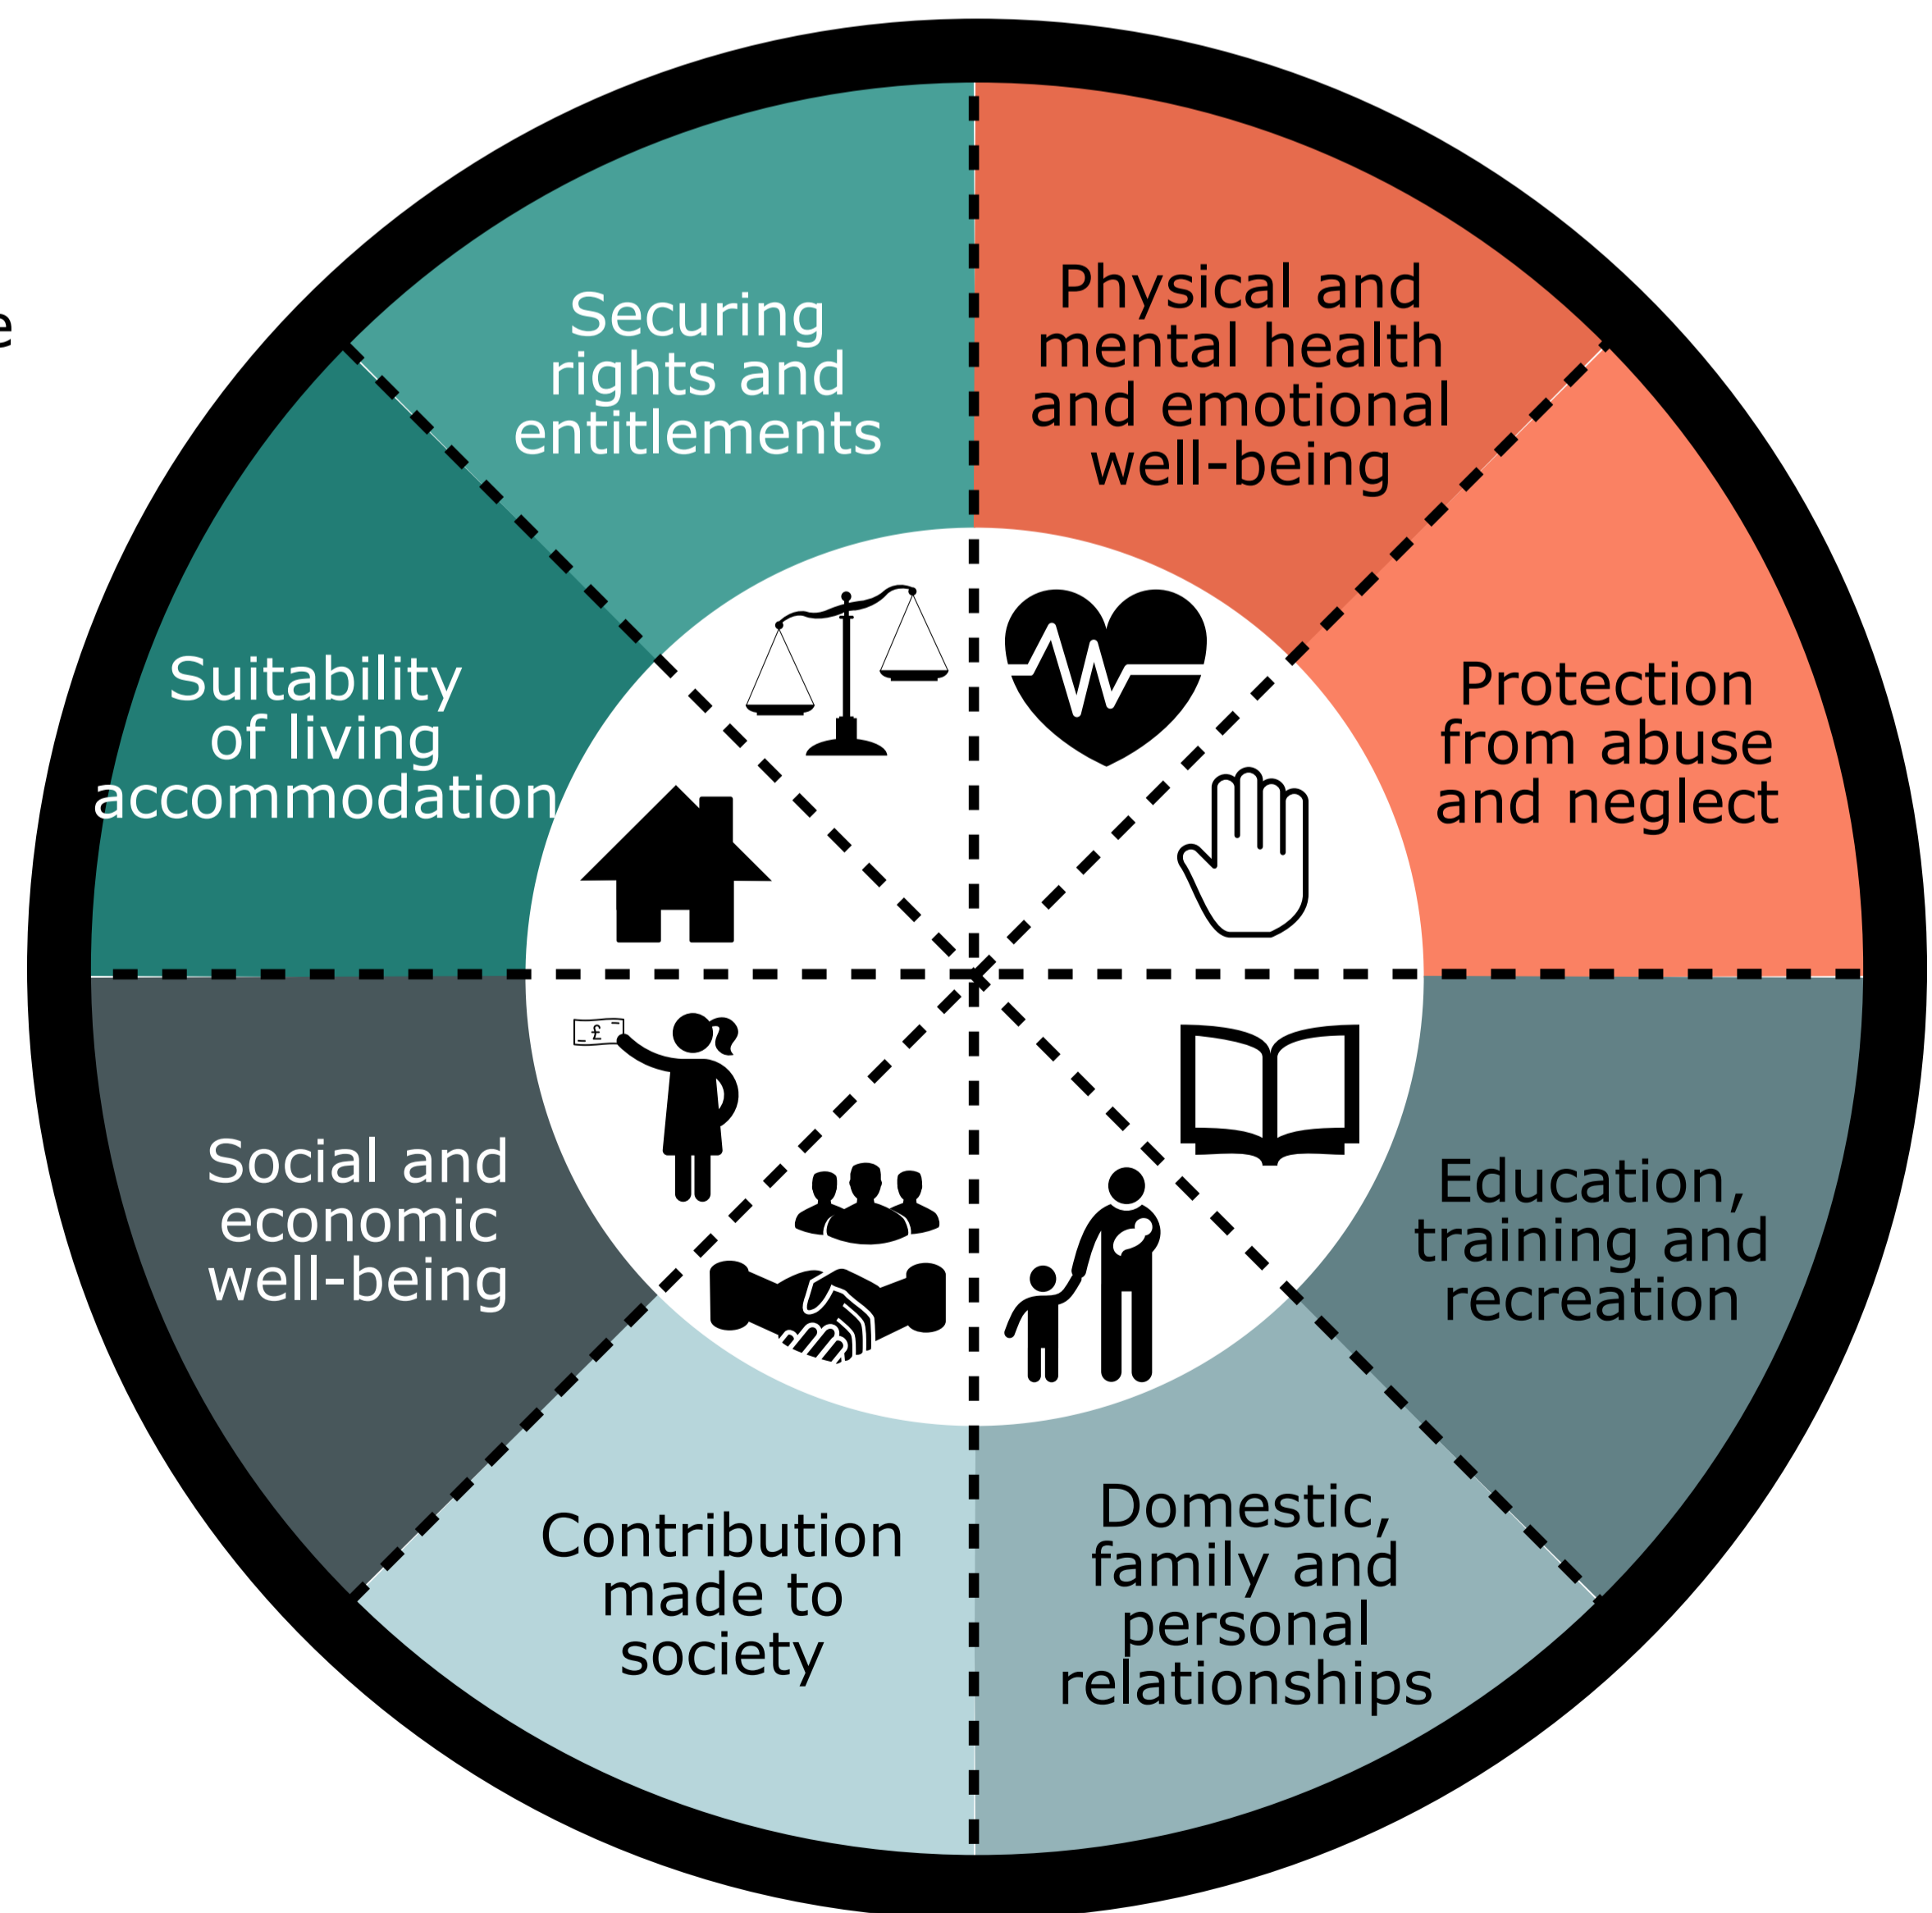 Securing
rights and
entitlements
Physical and
mental health
and emotional
well-being
Protection
from abuse
and neglect
Education,
training and
recreation
Domestic,
family and
personal
relationships
Contribution
made to
society
Social and
economic
well-being
Suitability
of living
accommodation
£
e